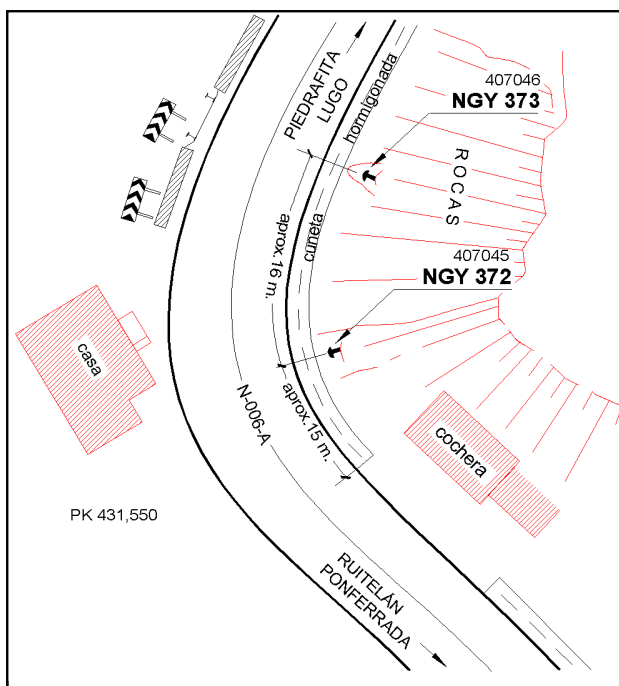 PIEDRAFITA
LUGO
hormigonada
407046
NGY 373
ROCAS
cuneta
aprox.16 m.
407045
NGY 372
casa
N-006-A
aprox.15 m.
cochera
PK 431,550
RUITELÁN
PONFERRADA